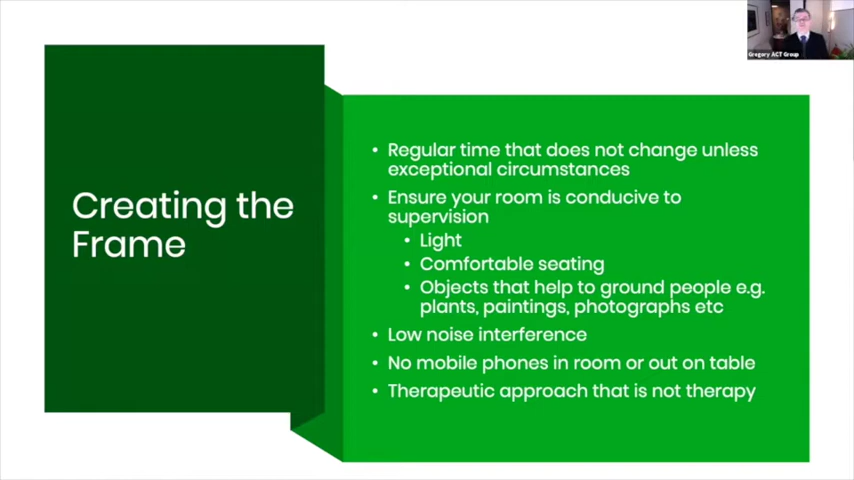 Gregory ACT Group
Creating the
Frame
• Regular time that does not change unless
exceptional circumstances
• Ensure your room is conducive to
supervision
• Light
• Comfortable seating
• Objects that help to ground people e.g.
plants, paintings, photographs etc
• Low noise interference
• No mobile phones in room or out on table
• Therapeutic approach that is not therapy